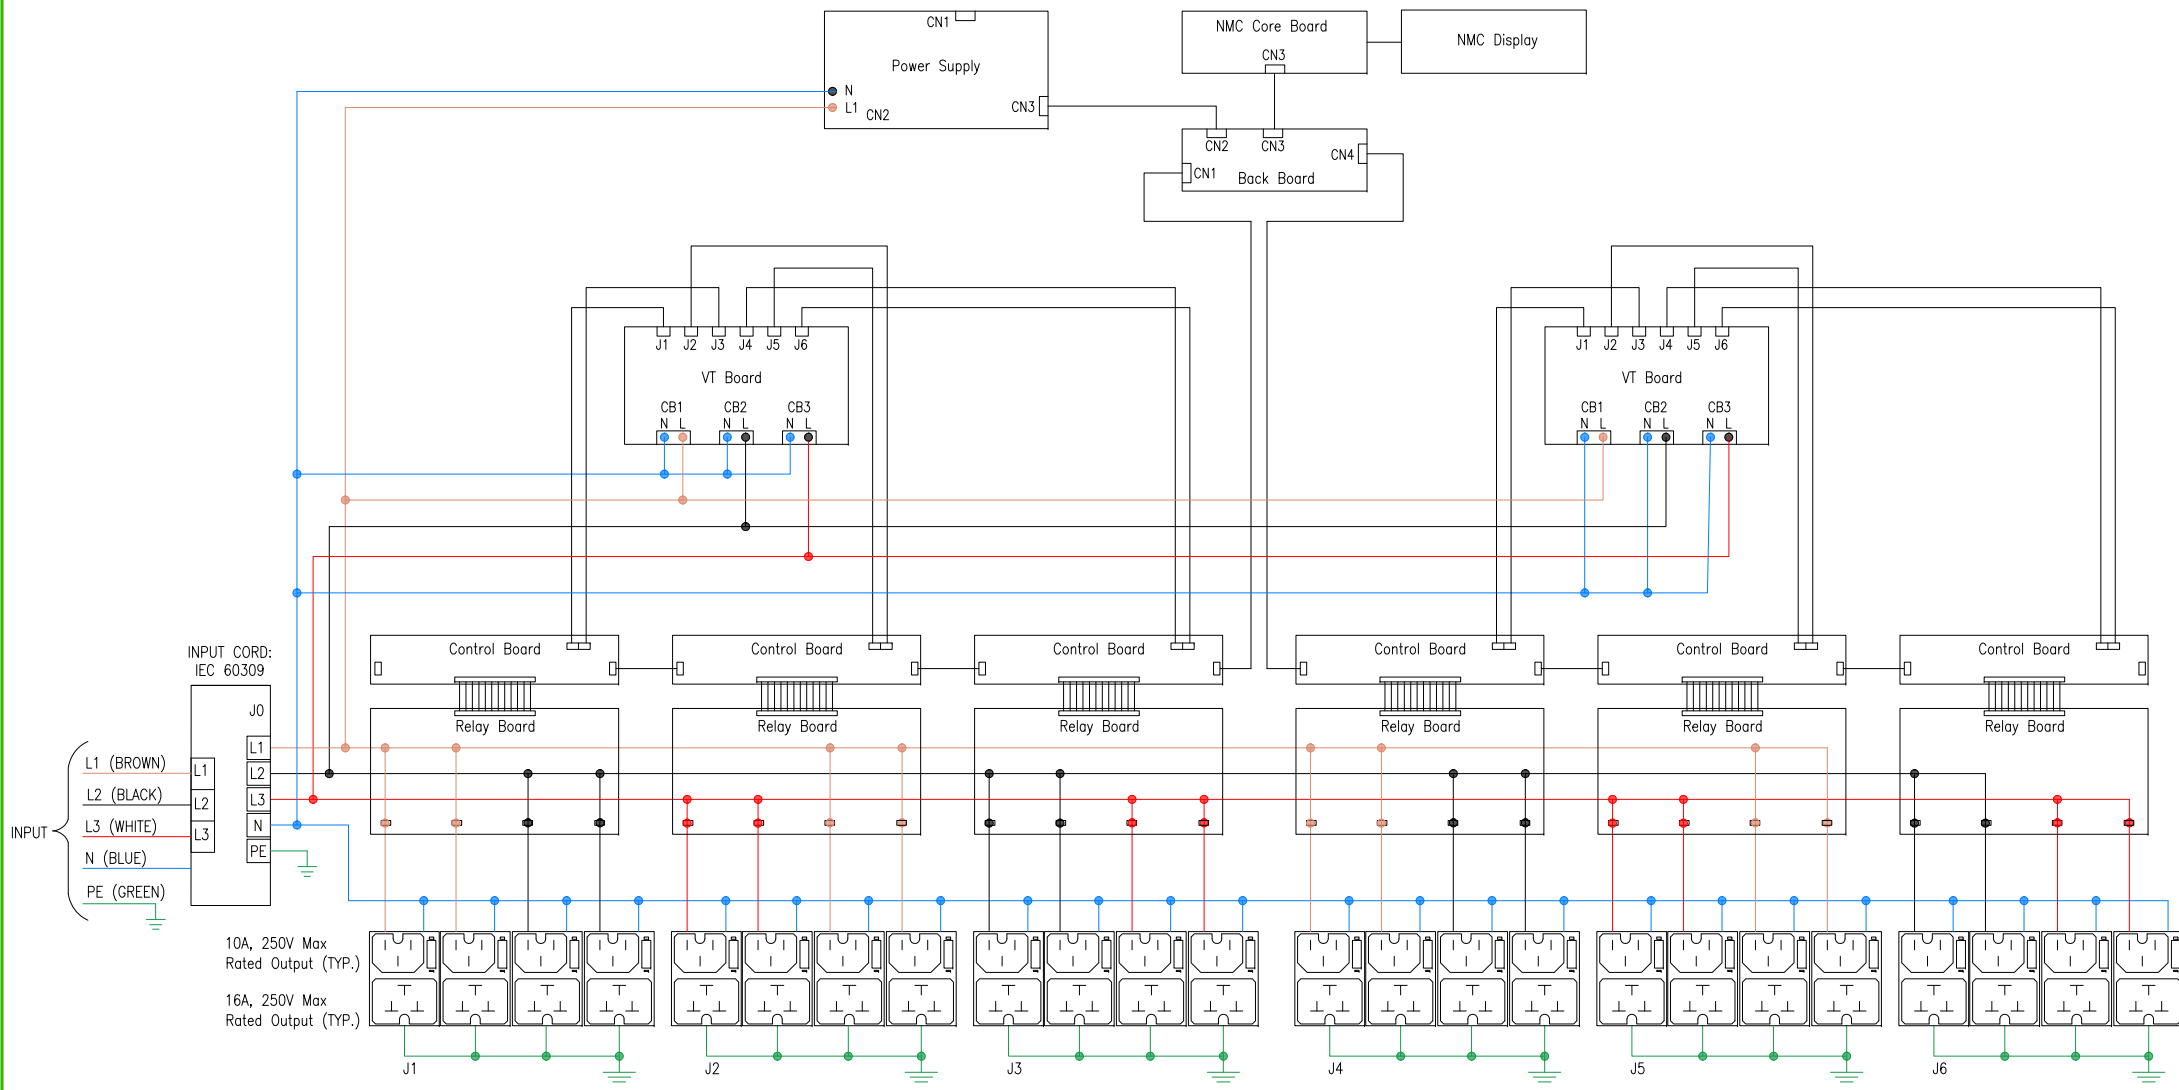 CN1
Power Supply
N
L1
CN2
CN3
NMC Core Board
CN3
NMC Display
CN2
CN3
CN4
CN1
Back Board
J1
J2
J3
J4
J5
J6
VT Board
CB1
CB2
CB3
N L
N L
N L
J1
J2
J3
J4
J5
J6
VT Board
CB1
CB2
CB3
N L
N L
N L
INPUT CORD:
IEC 60309
J0
L1
L2
L3
N
PE
L1
L2
L3
INPUT
L1 (BROWN)
L2 (BLACK)
L3 (WHITE)
N (BLUE)
PE (GREEN)
Control Board
Control Board
Control Board
Control Board
Control Board
Control Board
Relay Board
Relay Board
Relay Board
Relay Board
Relay Board
Relay Board
10A, 250V Max
Rated Output (TYP.)
16A, 250V Max
Rated Output (TYP.)
J1
J2
J3
J4
J5
J6